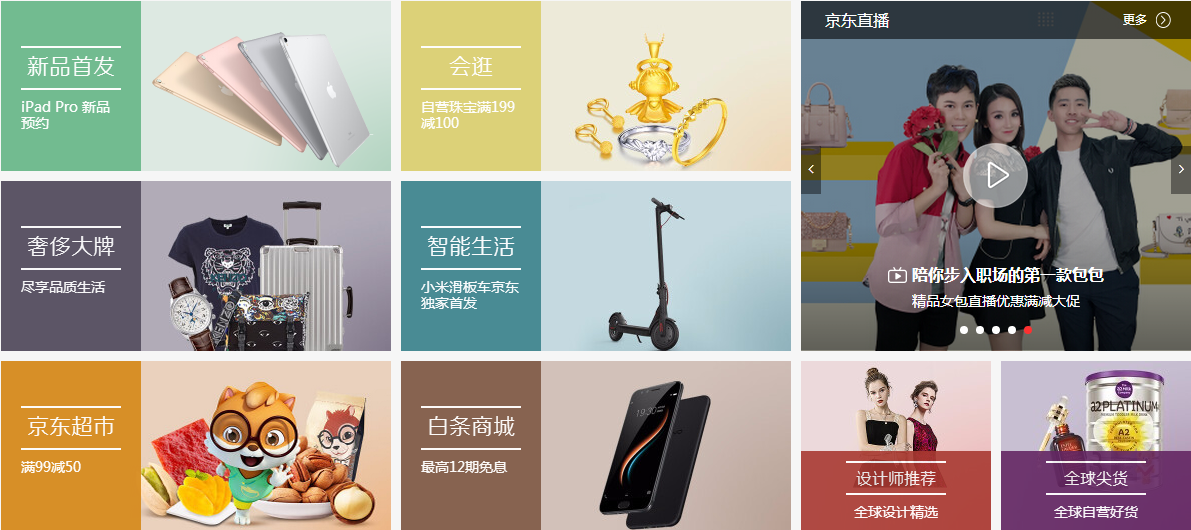 新品首发
iPad Pro 新品
预约
会逛
自营珠宝满199
减100
京东直播
更多
陪你步入职场的第一款包包
精品女包直播优惠满减大促
奢侈大牌
尽享品质生活
智能生活
小米滑板车京东
独家首发
京东超市
满99减50
白条商城
最高12期免息
19:30
设计师推荐
全球设计精选
a2 PLATINUM
A2
全球尖货
全球自营好货